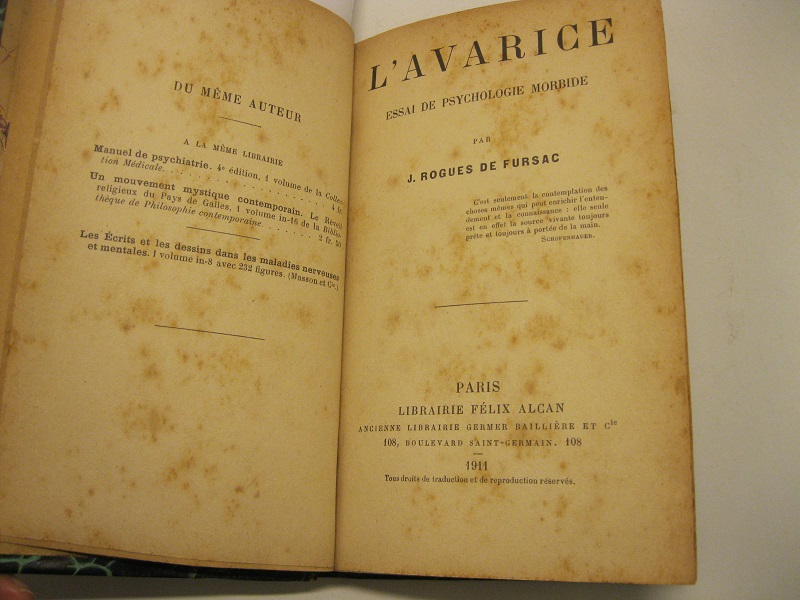 DU MÊME AUTEUR
A LA MÊME LIBRAIRIE
Manuel de psychiatrie. 4e édition, 1 volume de la Collec-
tion Médicale. . . . . . . . . . . . . . . . . 4 fr.
Un mouvement mystique contemporain. Le Réveil
religieux du Pays de Galles, 1 volume in-16 de la Biblio-
thèque de Philosophie contemporaine. . . . . . . 2 fr. 50
Les Écrits et les dessins dans les maladies nerveuses
et mentales. 1 volume in-8 avec 232 figures. (Masson et Cie.)
L'AVARICE
ESSAI DE PSYCHOLOGIE MORBIDE
PAR
J. ROGUES DE FURSAC
C'est seulement la contemplation des
choses mêmes qui peut enrichir l'enten-
dement et la connaissance : elle seule
est en effet la source vivante toujours
prête et toujours à portée de la main.
SCHOPENHAUER.
PARIS
LIBRAIRIE FÉLIX ALCAN
ANCIENNE LIBRAIRIE GERMER BAILLIÈRE ET Cie
108, BOULEVARD SAINT-GERMAIN, 108
1911
Tous droits de traduction et de reproduction réservés.